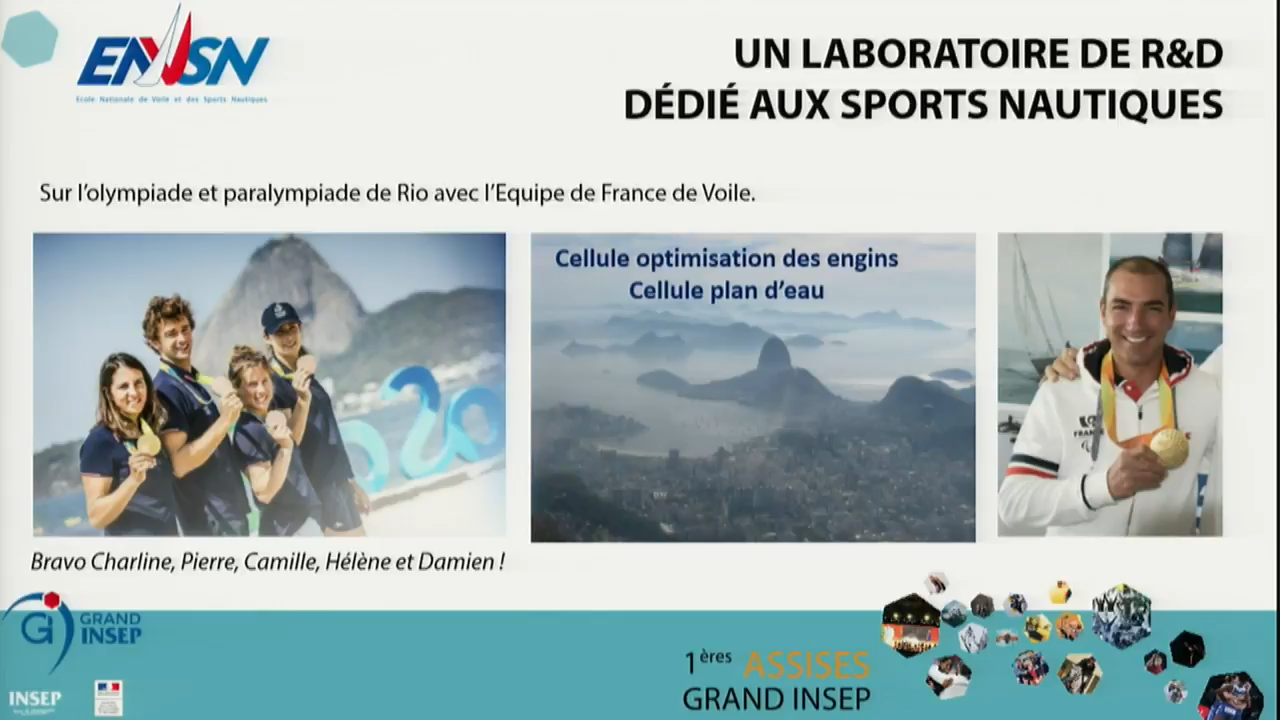 ENVSN
Ecole Nationale de Voile et des Sports Nautiques
UN LABORATOIRE DE R&D
DÉDIÉ AUX SPORTS NAUTIQUES
Sur l'olympiade et paralympiade de Rio avec l'Equipe de France de Voile.
Cellule optimisation des engins
Cellule plan d'eau
Bravo Charline, Pierre, Camille, Hélène et Damien !
GRAND
INSEP
1ères ASSISES
GRAND INSEP
INSEP